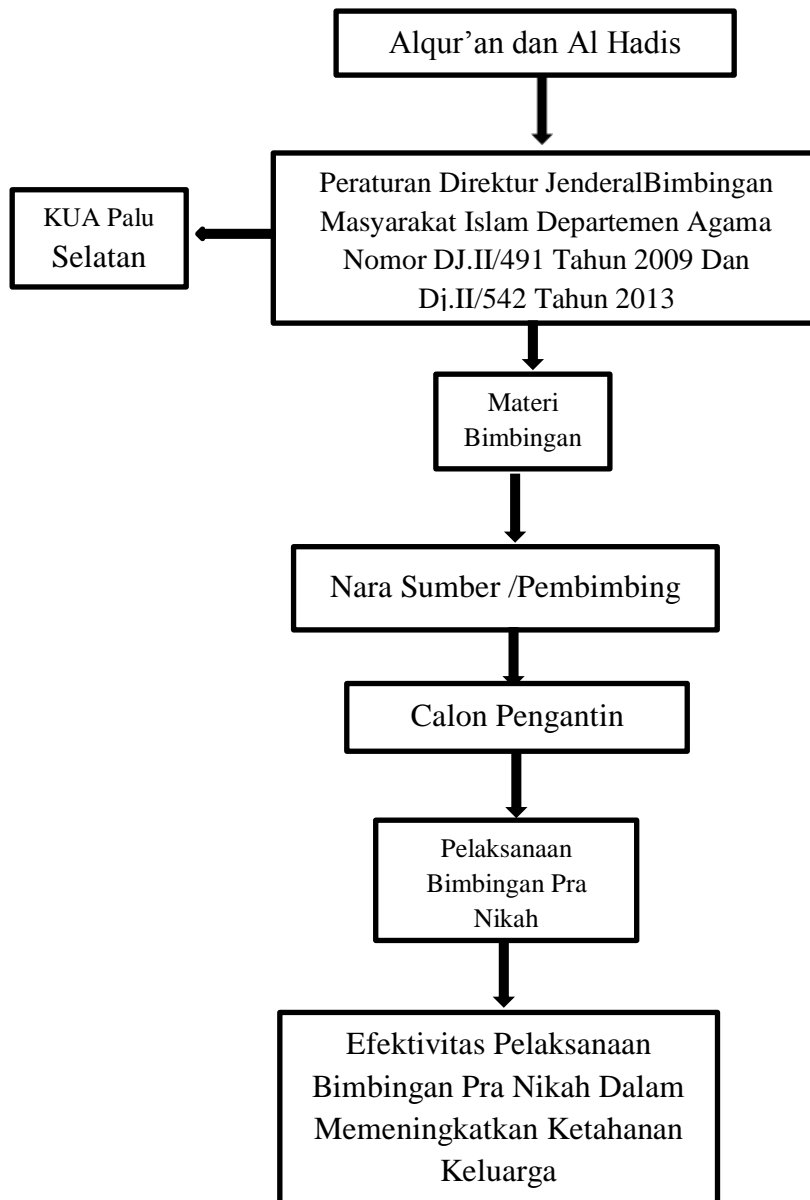 Alqur’an dan Al Hadis
Peraturan Direktur JenderalBimbingan
Masyarakat Islam Departemen Agama
Nomor DJ.II/491 Tahun 2009 Dan
Dj.II/542 Tahun 2013
KUA Palu
Selatan
Materi
Bimbingan
Nara Sumber /Pembimbing
Calon Pengantin
Pelaksanaan
Bimbingan Pra
Nikah
Efektivitas Pelaksanaan
Bimbingan Pra Nikah Dalam
Memeningkatkan Ketahanan
Keluarga